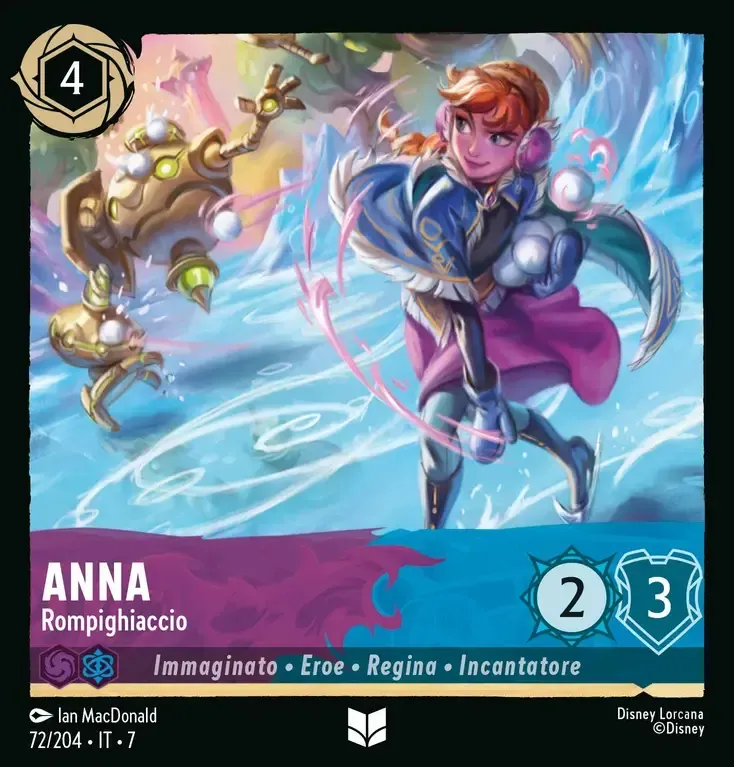 4
ANNA
Rompighiaccio
2
3
Immaginato • Eroe • Regina • Incantatore
Ian MacDonald
Disney Lorcana
72/204 • IT • 7
©Disney